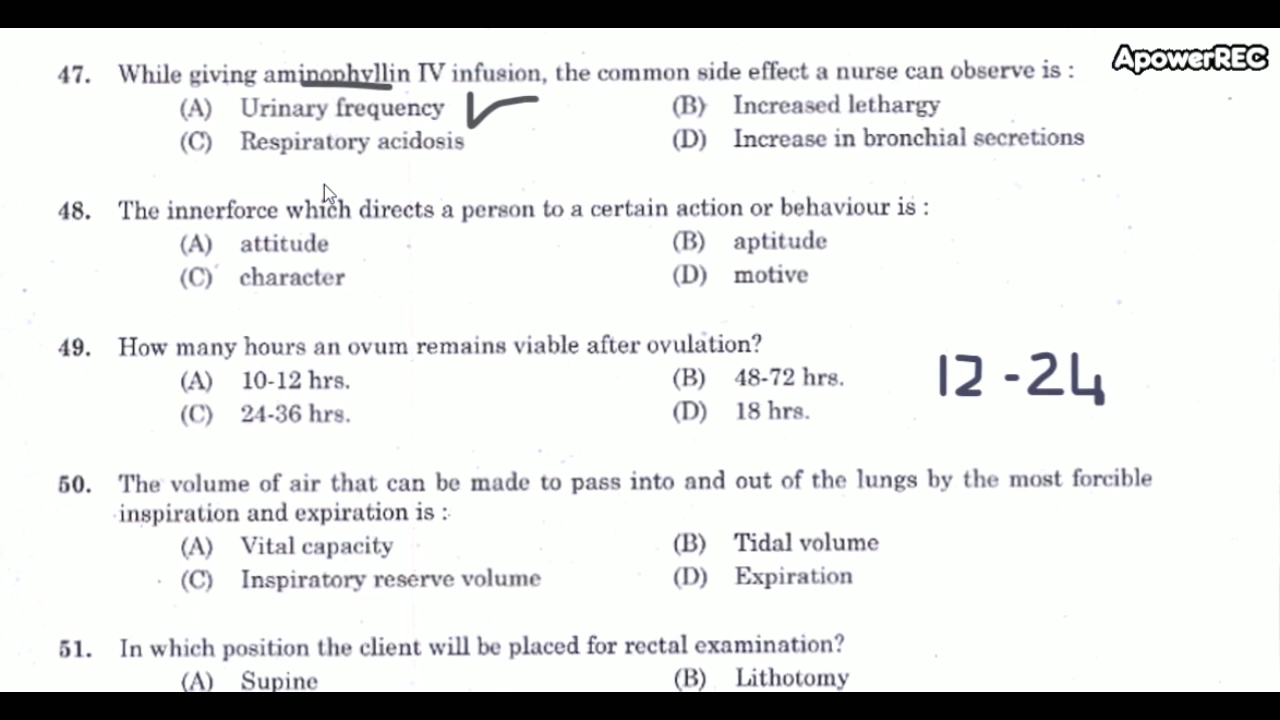 ApowerREC
47. While giving aminophyllin IV infusion, the common side effect a nurse can observe is :
(A) Urinary frequency (B) Increased lethargy
(C) Respiratory acidosis (D) Increase in bronchial secretions
48. The innerforce which directs a person to a certain action or behaviour is :
(A) attitude (B) aptitude
(C) character (D) motive
49. How many hours an ovum remains viable after ovulation?
(A) 10-12 hrs. (B) 48-72 hrs.
12-24
(C) 24-36 hrs. (D) 18 hrs.
50. The volume of air that can be made to pass into and out of the lungs by the most forcible
inspiration and expiration is :
(A) Vital capacity (B) Tidal volume
(C) Inspiratory reserve volume (D) Expiration
51. In which position the client will be placed for rectal examination?
(A) Supine (B) Lithotomy